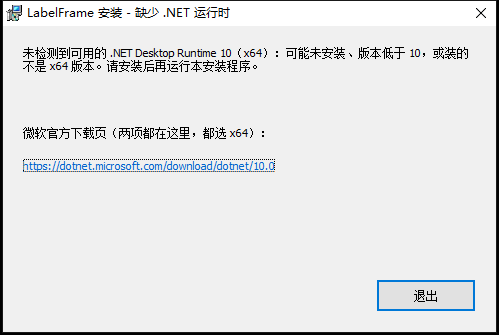 LabelFrame 安装 - 缺少 .NET 运行时
未检测到可用的 .NET Desktop Runtime 10（x64）：可能未安装、版本低于 10，或装的
不是 x64 版本。请安装后再运行本安装程序。
微软官方下载页（两项都在这里，都选 x64）：
https://dotnet.microsoft.com/download/dotnet/10.0
退出